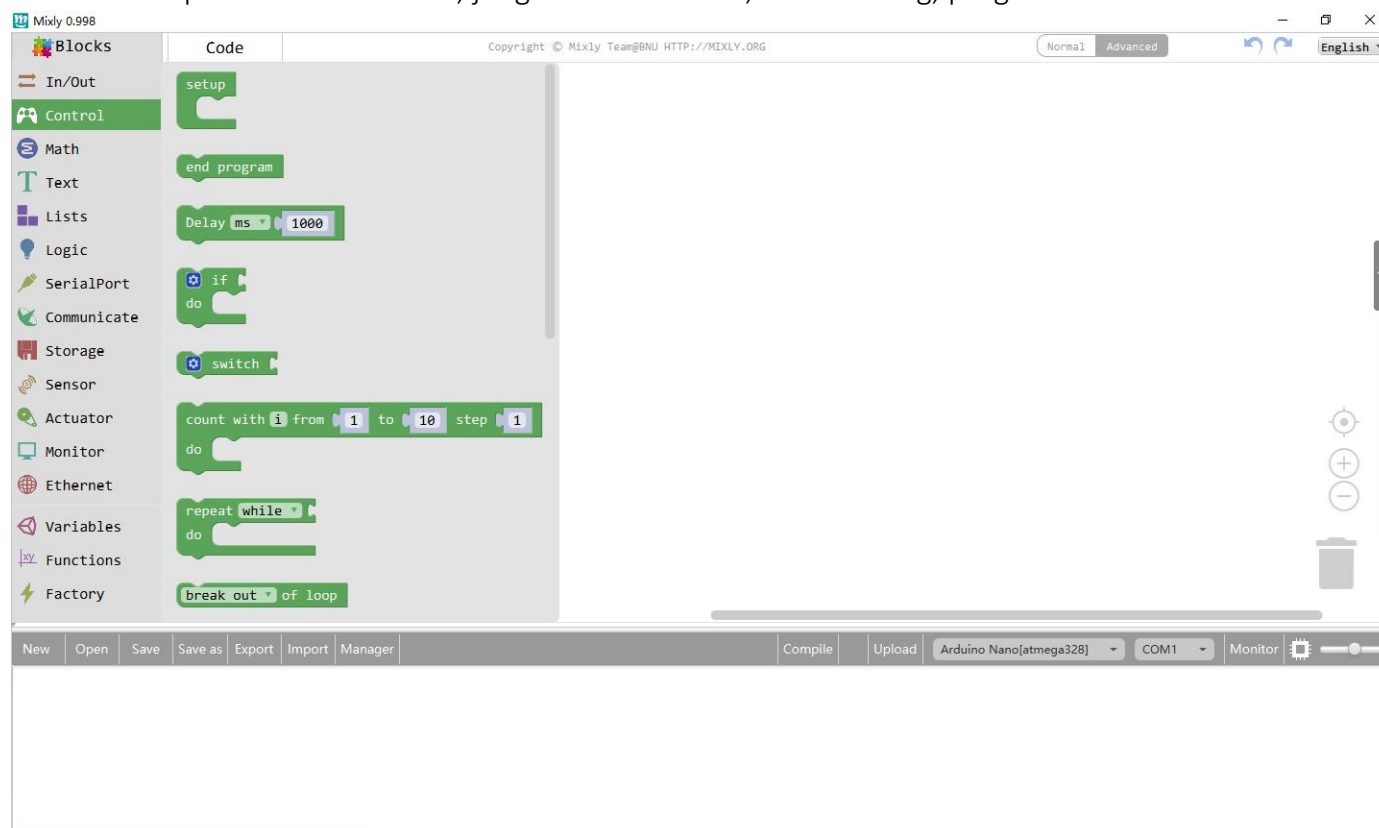 Mixly 0.998
Blocks
Code
Copyright © Mixly Team@BNU HTTP://MIXLY.ORG
Normal Advanced
English
In/Out
Control
Math
Text
Lists
Logic
SerialPort
Communicate
Storage
Sensor
Actuator
Monitor
Ethernet
Variables
xy
Functions
Factory
setup
end program
Delay ms 1000
if
do
switch
count with i from 1 to 10 step 1
do
repeat while
do
break out of loop
New Open Save Save as Export Import Manager Compile Upload Arduino Nano[atmega328] COM1 Monitor